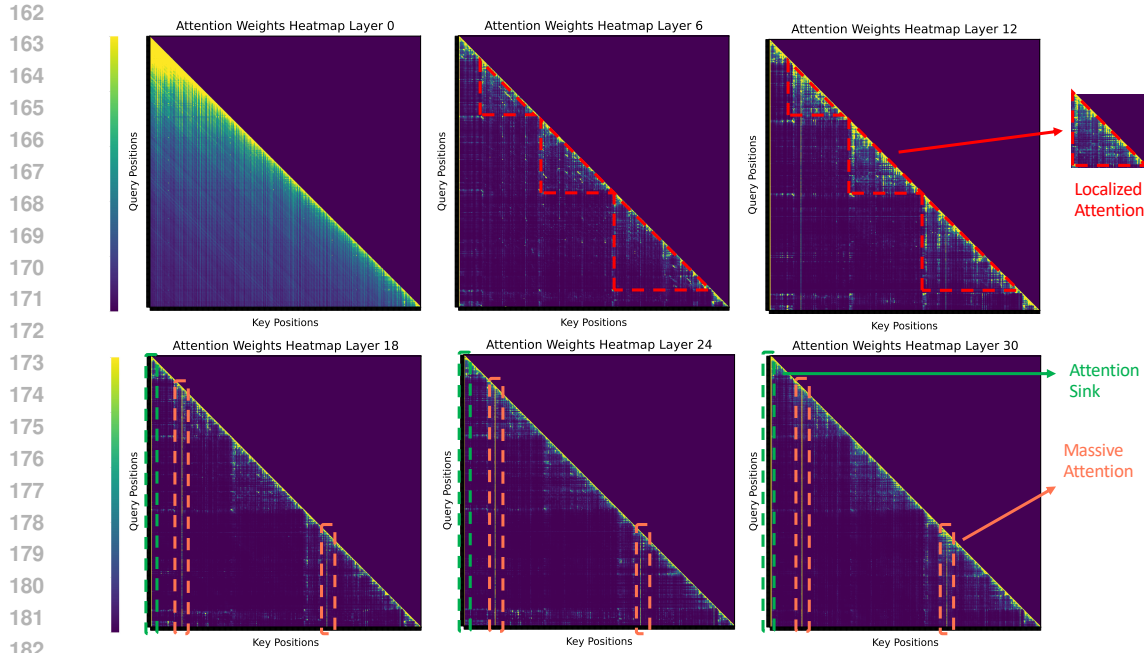 162
163
164
165
166
167
168
169
170
171
172
173
174
175
176
177
178
179
180
181
182
Attention Weights Heatmap Layer 0
Query Positions
Key Positions
Attention Weights Heatmap Layer 6
Query Positions
Key Positions
Attention Weights Heatmap Layer 12
Query Positions
Key Positions
Localized
Attention
Attention Weights Heatmap Layer 18
Query Positions
Key Positions
Attention Weights Heatmap Layer 24
Query Positions
Key Positions
Attention Weights Heatmap Layer 30
Query Positions
Key Positions
Attention
Sink
Massive
Attention